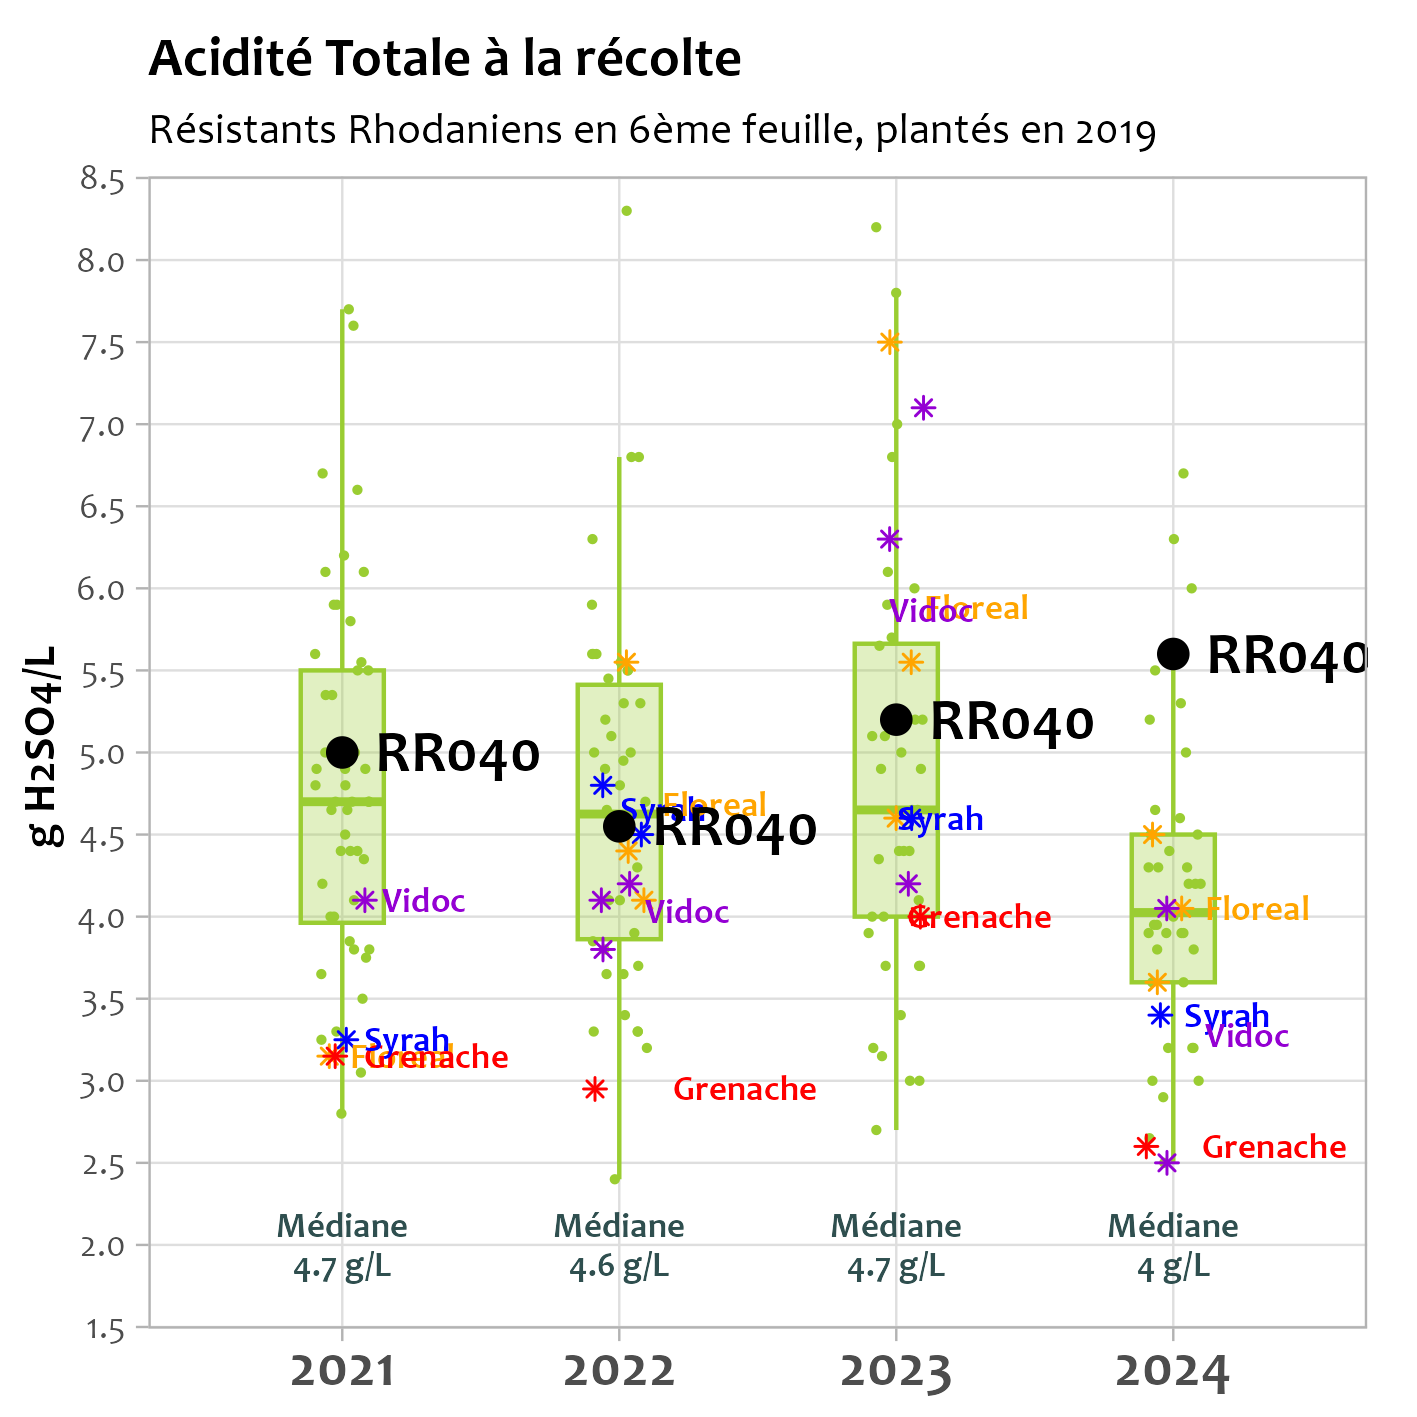 Acidité Totale à la récolte
Résistants Rhodaniens en 6ème feuille, plantés en 2019
g H2SO4/L
8.5
8.0
7.5
7.0
6.5
6.0
5.5
5.0
4.5
4.0
3.5
3.0
2.5
2.0
1.5
RR040
Vidoc
Syrah
Floreal
Grenache
Médiane
4.7 g/L
Floreal
Syrah
RR040
Vidoc
Grenache
Médiane
4.6 g/L
Vidoc
Floreal
RR040
Syrah
Grenache
Médiane
4.7 g/L
RR040
Floreal
Syrah
Vidoc
Grenache
Médiane
4 g/L
2021
2022
2023
2024